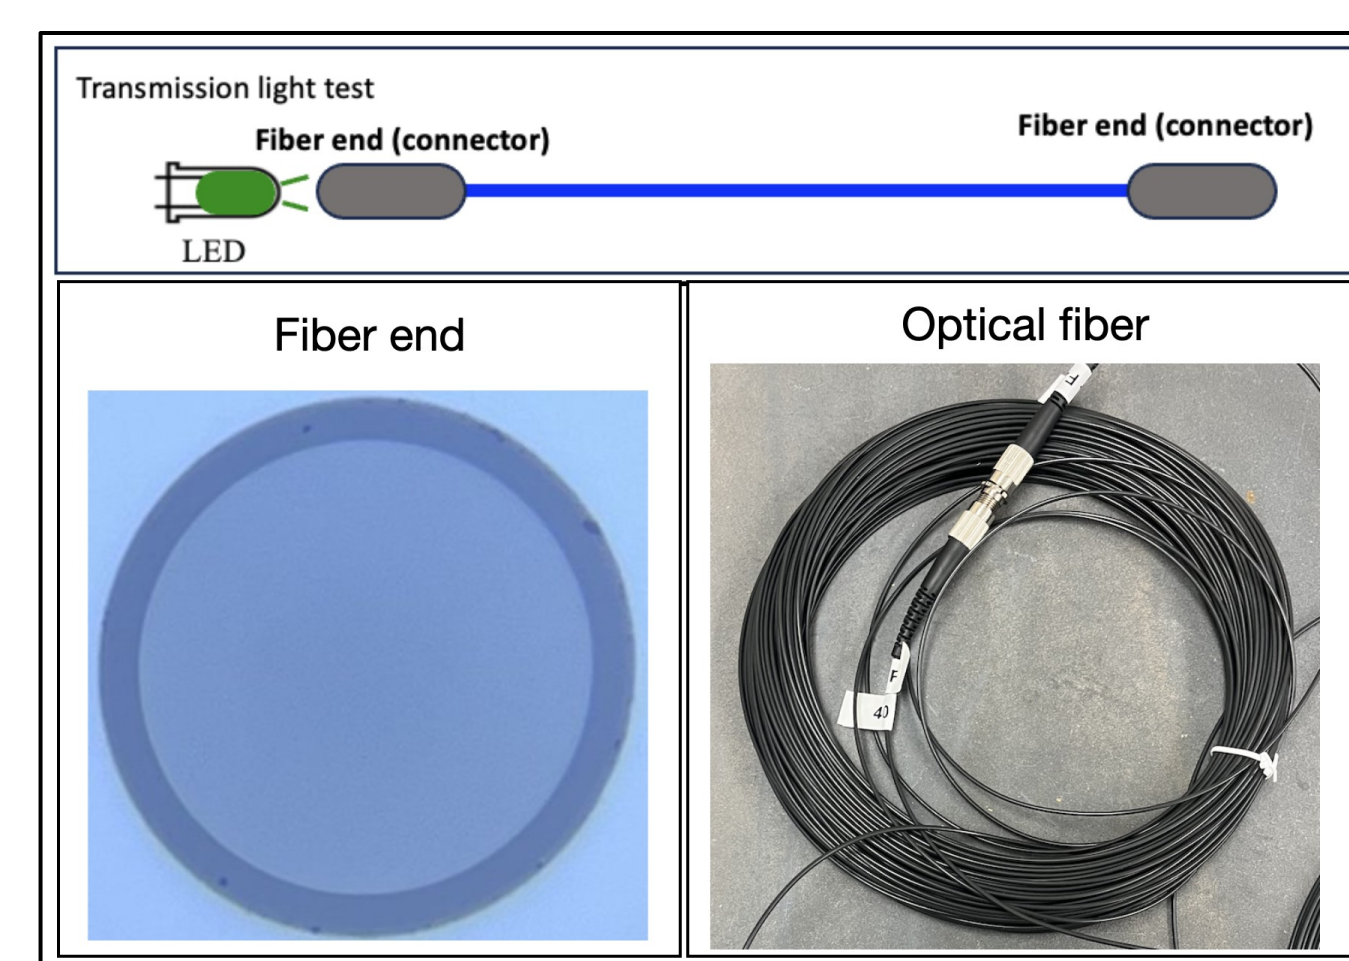 Transmission light test
Fiber end (connector)
Fiber end (connector)
LED
Fiber end
Optical fiber
F
40